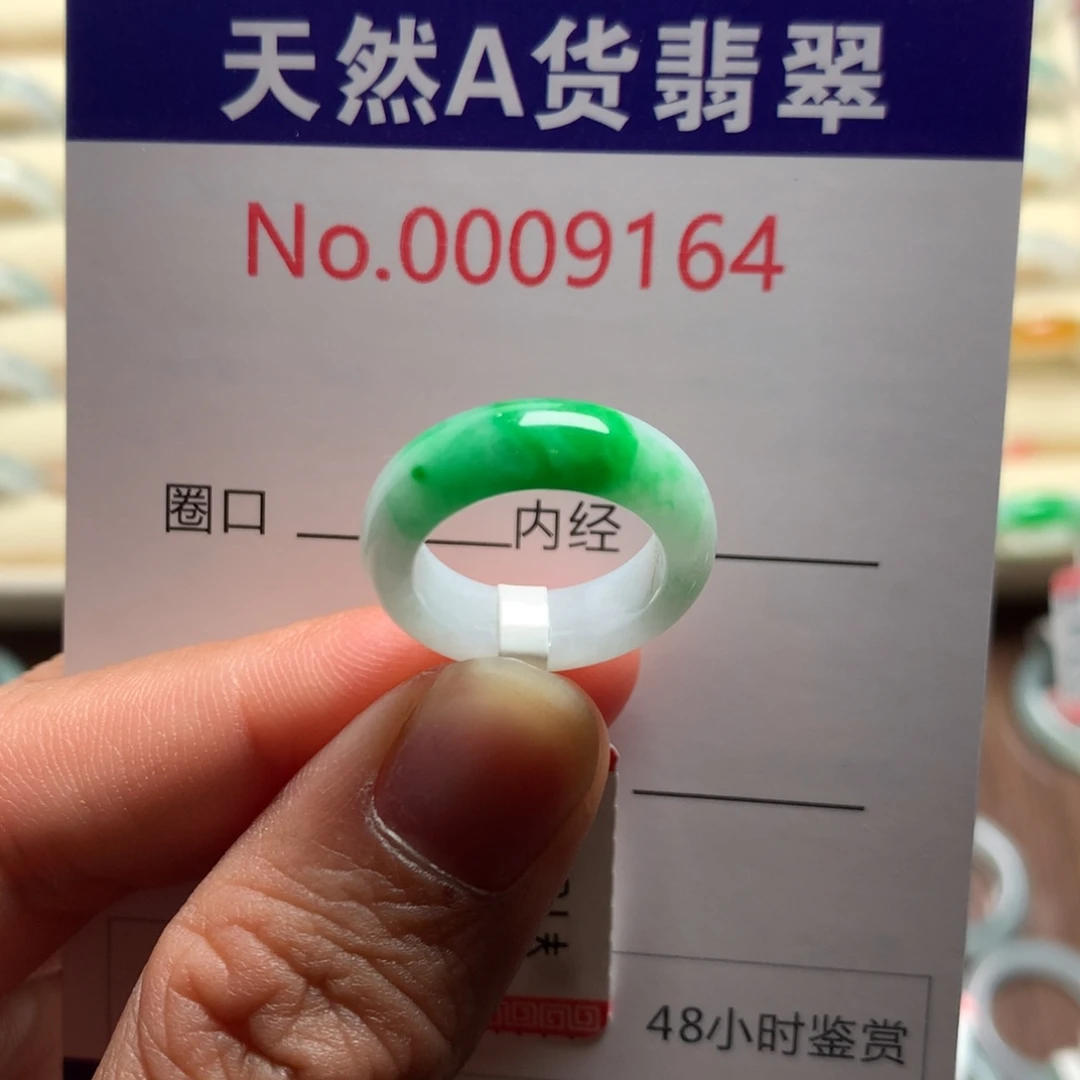 天然A货翡翠
No.0009164
圈口 内经
48小时鉴赏